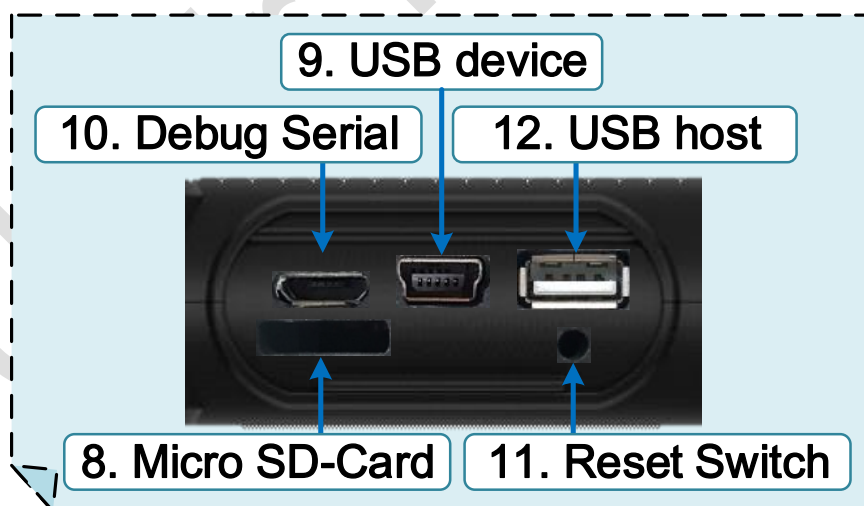 9. USB device
10. Debug Serial
12. USB host
8. Micro SD-Card
11. Reset Switch